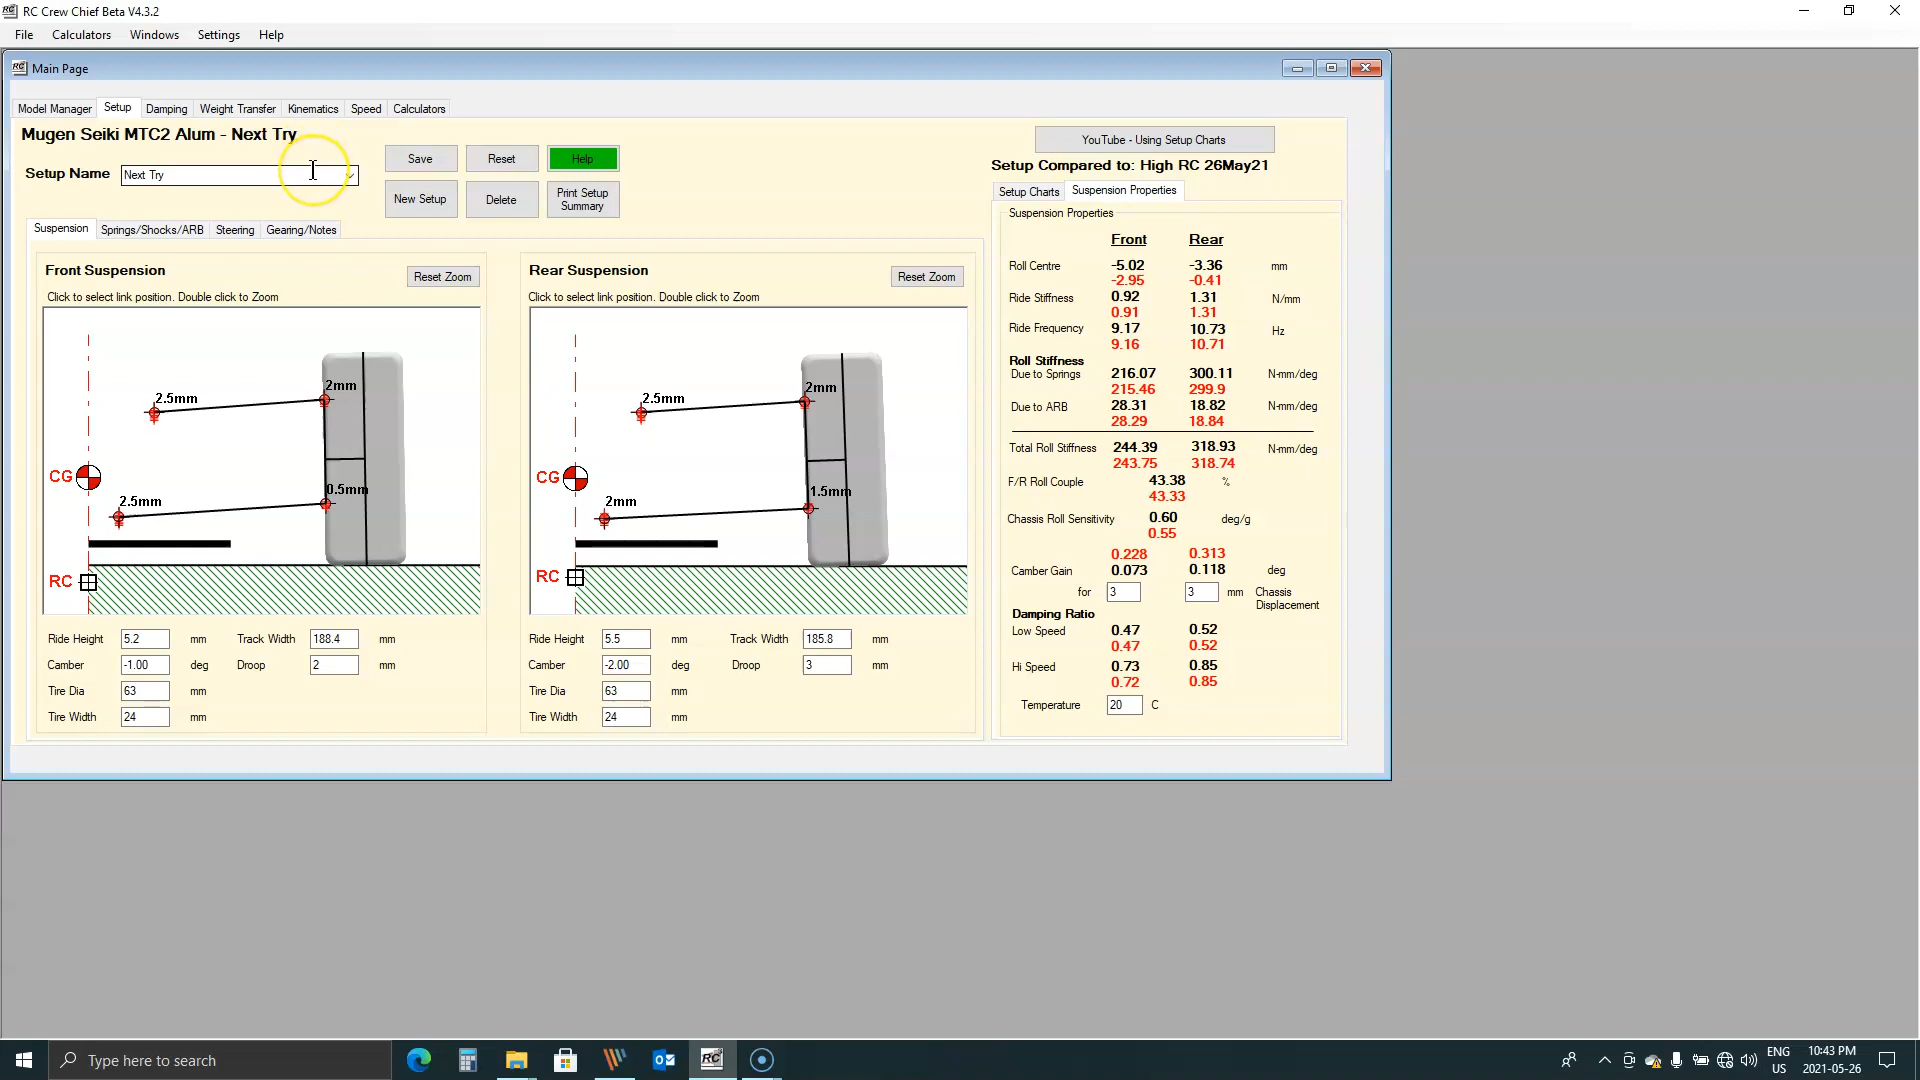 RC Crew Chief Beta V4.3.2
File Calculators Windows Settings Help
Main Page
Model Manager Setup Damping Weight Transfer Kinematics Speed Calculators
Mugen Seiki MTC2 Alum - Next Try
Setup Name Next Try
Save Reset Help
New Setup Delete Print Setup Summary
YouTube - Using Setup Charts
Setup Compared to: High RC 26May21
Setup Charts Suspension Properties
Suspension Springs/Shocks/ARB Steering Gearing/Notes
Front Suspension
Reset Zoom
Click to select link position. Double click to Zoom
2.5mm 2mm
CG
2.5mm 0.5mm
RC
Ride Height 5.2 mm Track Width 188.4 mm
Camber -1.00 deg Droop 2 mm
Tire Dia 63 mm
Tire Width 24 mm
Rear Suspension
Reset Zoom
Click to select link position. Double click to Zoom
2.5mm 2mm
CG
2mm 1.5mm
RC
Ride Height 5.5 mm Track Width 185.8 mm
Camber -2.00 deg Droop 3 mm
Tire Dia 63 mm
Tire Width 24 mm
Suspension Properties
Front Rear
Roll Centre -5.02 -3.36 mm
-2.95 -0.41
Ride Stiffness 0.92 1.31 N/mm
0.91 1.31
Ride Frequency 9.17 10.73 Hz
9.16 10.71
Roll Stiffness
Due to Springs 216.07 300.11 N-mm/deg
215.46 299.9
Due to ARB 28.31 18.82 N-mm/deg
28.29 18.84
Total Roll Stiffness 244.39 318.93 N-mm/deg
243.75 318.74
F/R Roll Couple 43.38 %
43.33
Chassis Roll Sensitivity 0.60 deg/g
0.55
0.228 0.313
Camber Gain 0.073 0.118 deg
for 3 3 mm Chassis Displacement
Damping Ratio
Low Speed 0.47 0.52
0.47 0.52
Hi Speed 0.73 0.85
0.72 0.85
Temperature 20 C
Type here to search
RC
ENG 10:43 PM
US 2021-05-26